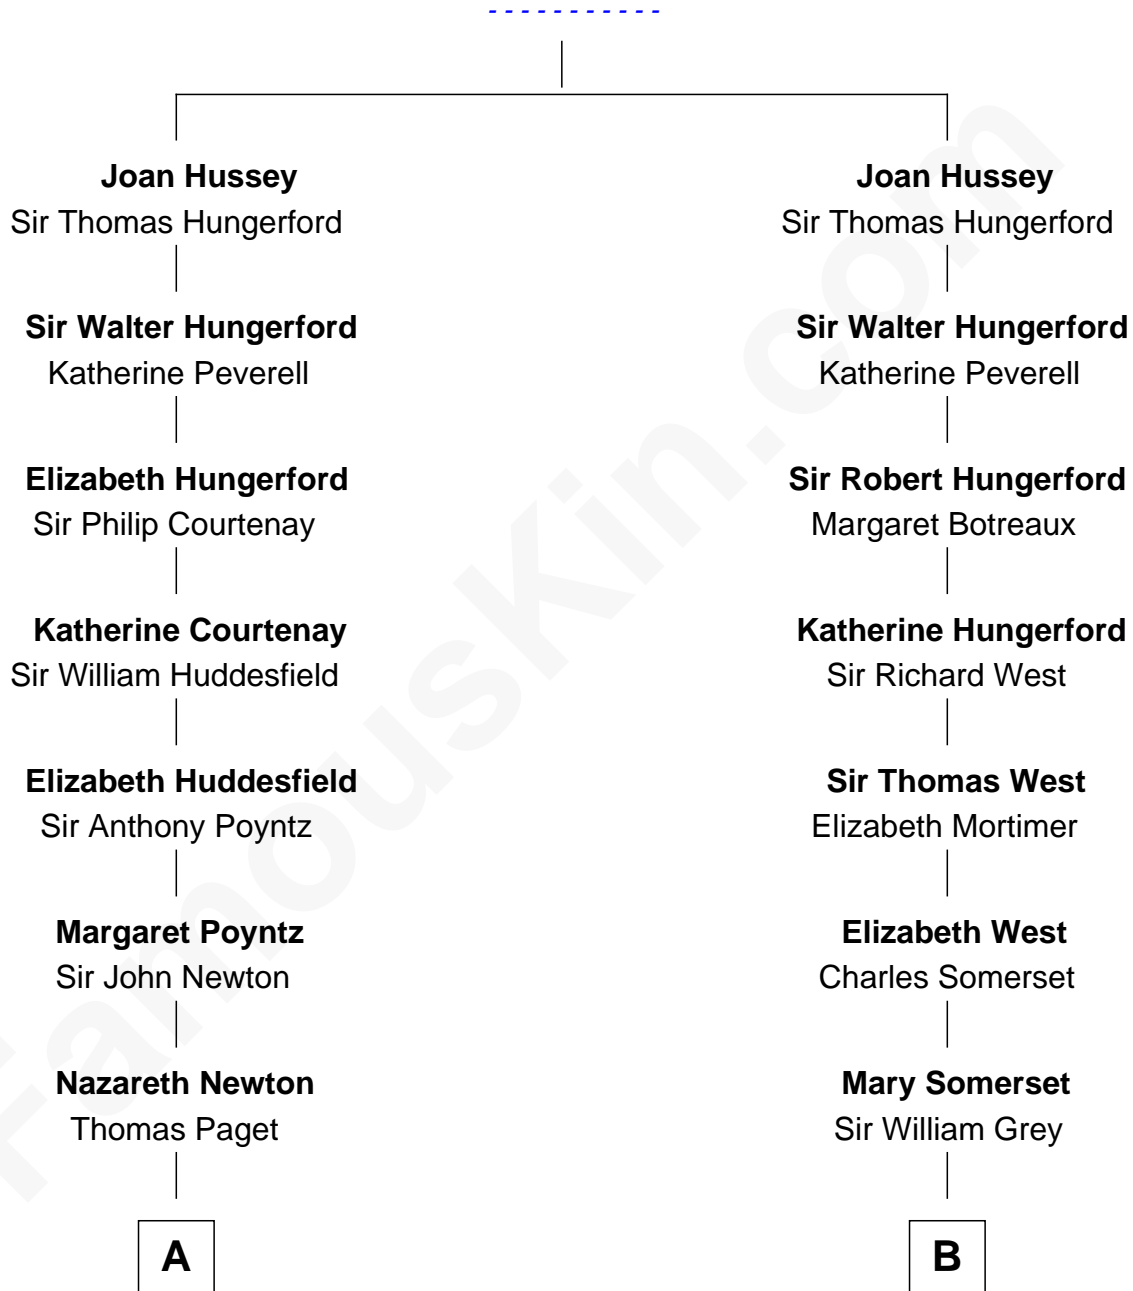 - - - - - - - - - - -
Joan Hussey
Sir Thomas Hungerford
Sir Walter Hungerford
Katherine Peverell
Elizabeth Hungerford
Sir Philip Courtenay
Katherine Courtenay
Sir William Huddesfield
Elizabeth Huddesfield
Sir Anthony Poyntz
Margaret Poyntz
Sir John Newton
Nazareth Newton
Thomas Paget
A
Joan Hussey
Sir Thomas Hungerford
Sir Walter Hungerford
Katherine Peverell
Sir Robert Hungerford
Margaret Botreaux
Katherine Hungerford
Sir Richard West
Sir Thomas West
Elizabeth Mortimer
Elizabeth West
Charles Somerset
Mary Somerset
Sir William Grey
B
FamousKin.com